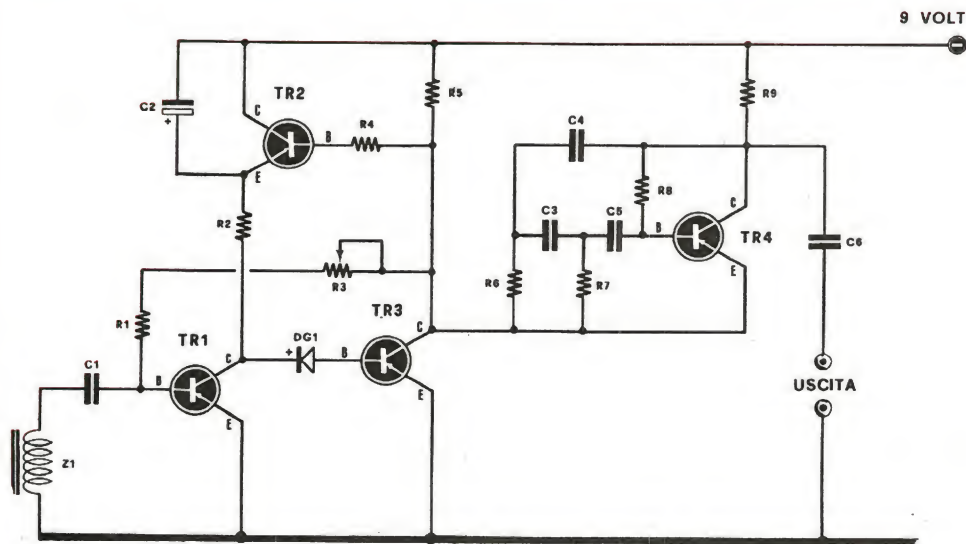 9 VOLT
C2
+
C
TR2
B
E
R4
R5
R9
C4
R8
C3
C5
B
C
TR4
E
C6
R2
R3
R6
R7
R1
TR1
C
DG1
+
B
TR3
C
E
C1
B
E
Z1
USCITA